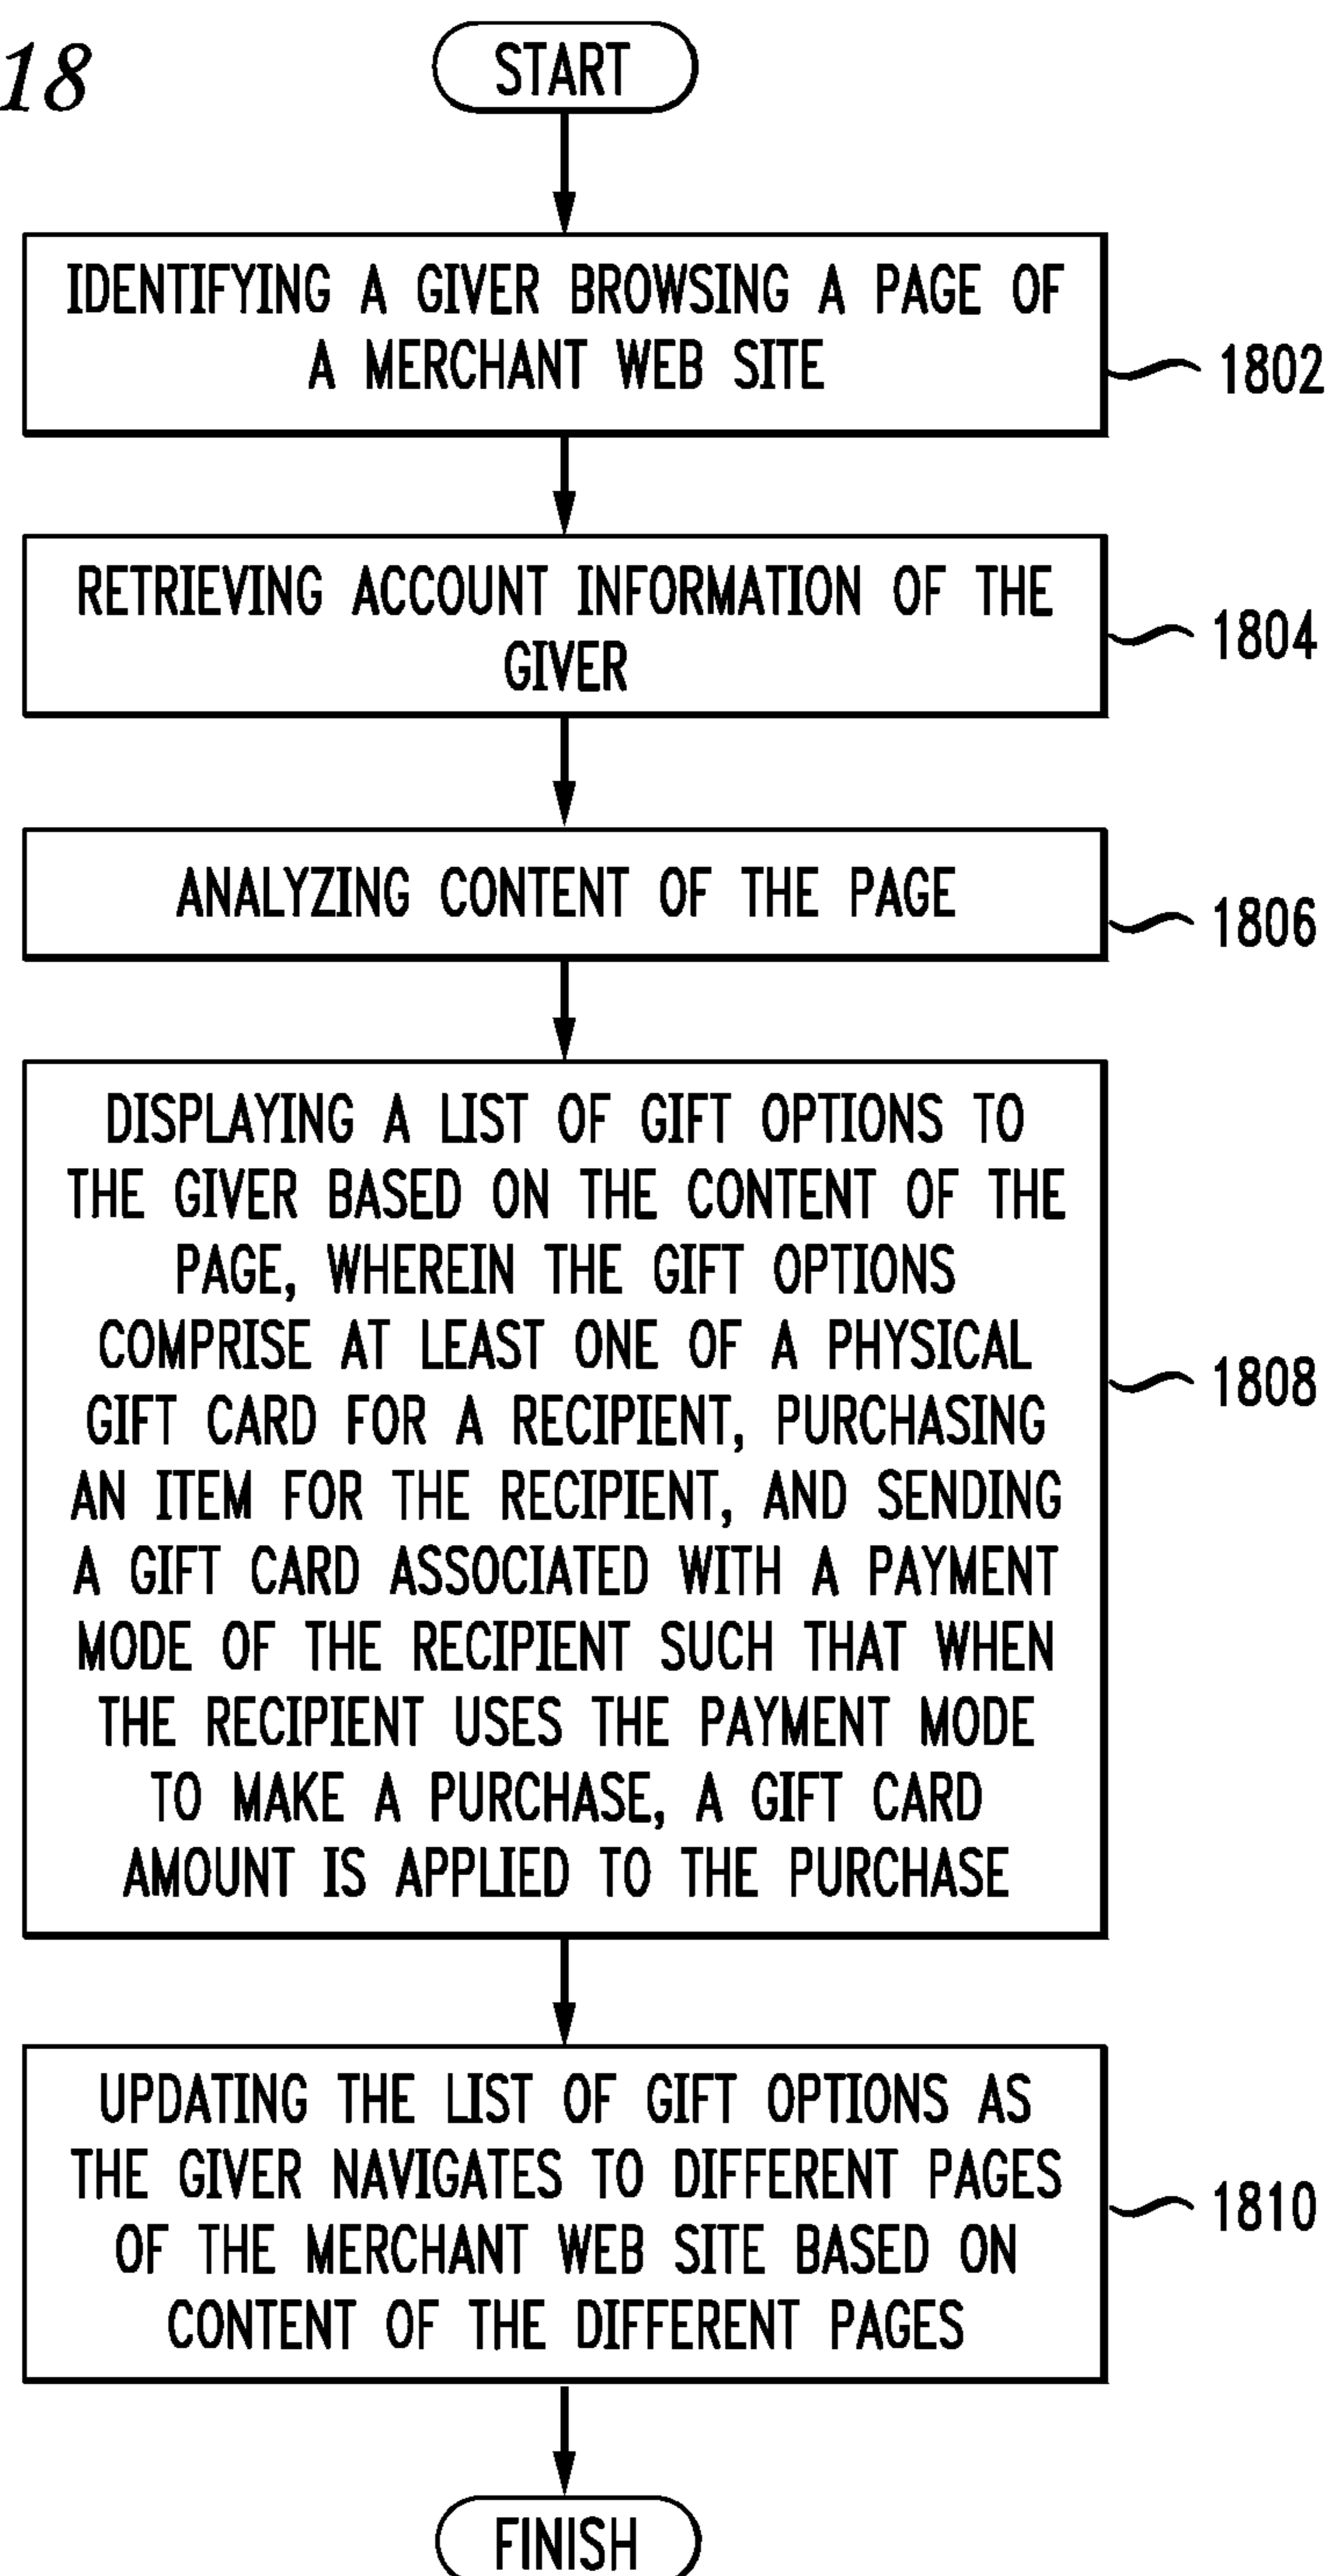 18
START
IDENTIFYING A GIVER BROWSING A PAGE OF
A MERCHANT WEB SITE
1802
RETRIEVING ACCOUNT INFORMATION OF THE
GIVER
1804
ANALYZING CONTENT OF THE PAGE
1806
DISPLAYING A LIST OF GIFT OPTIONS TO
THE GIVER BASED ON THE CONTENT OF THE
PAGE, WHEREIN THE GIFT OPTIONS
COMPRISE AT LEAST ONE OF A PHYSICAL
GIFT CARD FOR A RECIPIENT, PURCHASING
AN ITEM FOR THE RECIPIENT, AND SENDING
A GIFT CARD ASSOCIATED WITH A PAYMENT
MODE OF THE RECIPIENT SUCH THAT WHEN
THE RECIPIENT USES THE PAYMENT MODE
TO MAKE A PURCHASE, A GIFT CARD
AMOUNT IS APPLIED TO THE PURCHASE
1808
UPDATING THE LIST OF GIFT OPTIONS AS
THE GIVER NAVIGATES TO DIFFERENT PAGES
OF THE MERCHANT WEB SITE BASED ON
CONTENT OF THE DIFFERENT PAGES
1810
FINISH